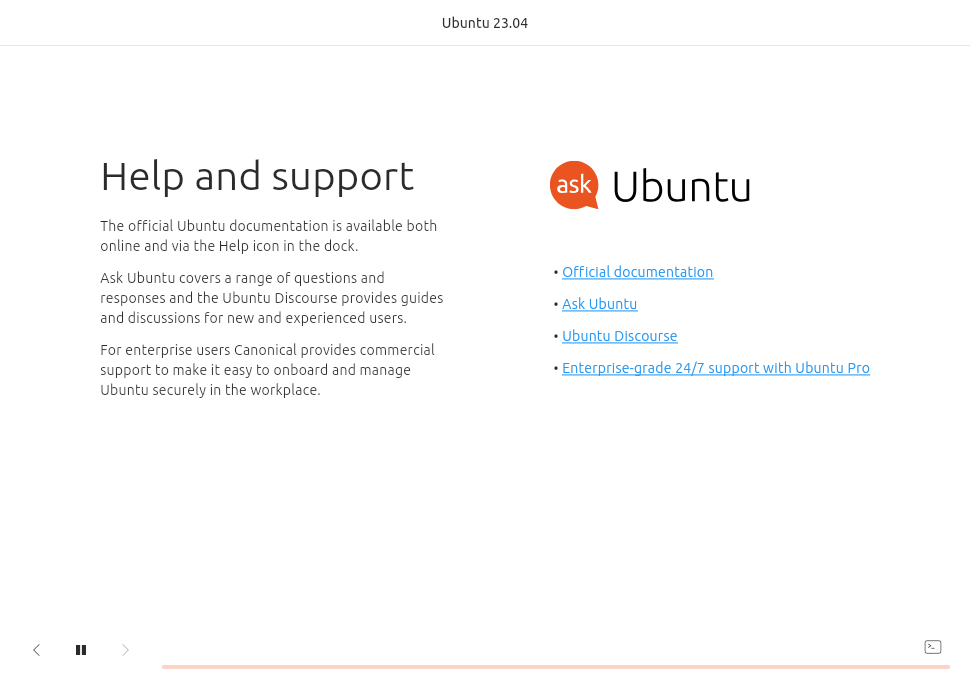 Ubuntu 23.04
Help and support
The official Ubuntu documentation is available both
online and via the Help icon in the dock.
Ask Ubuntu covers a range of questions and
responses and the Ubuntu Discourse provides guides
and discussions for new and experienced users.
For enterprise users Canonical provides commercial
support to make it easy to onboard and manage
Ubuntu securely in the workplace.
ask Ubuntu
• Official documentation
• Ask Ubuntu
• Ubuntu Discourse
• Enterprise-grade 24/7 support with Ubuntu Pro